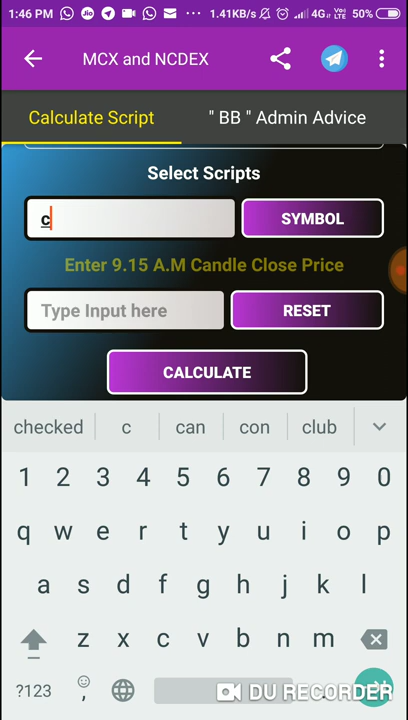 1:46 PM 1.41KB/s 4G Vo) LTE 50%
MCX and NCDEX
Calculate Script " BB " Admin Advice
Select Scripts
c SYMBOL
Enter 9.15 A.M Candle Close Price
Type Input here RESET
CALCULATE
checked c can con club
1 2 3 4 5 6 7 8 9 0
q w e r t y u i o p
a s d f g h j k l
z x c v b n m
?123 , . DU RECORDER